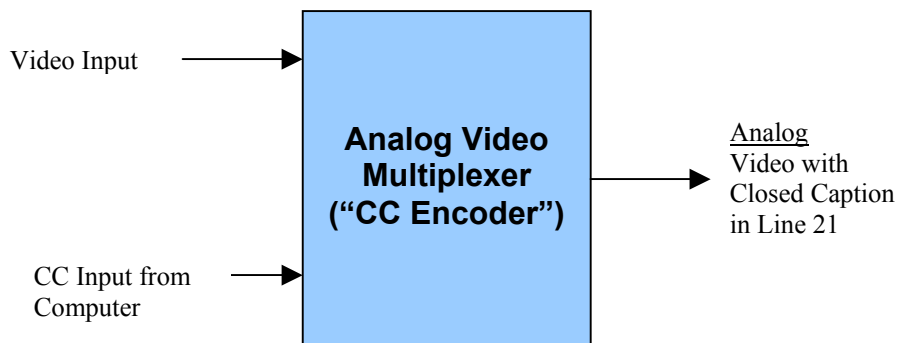 Video Input
Analog Video
Multiplexer
(“CC Encoder”)
Analog
Video with
Closed Caption
in Line 21
CC Input from
Computer